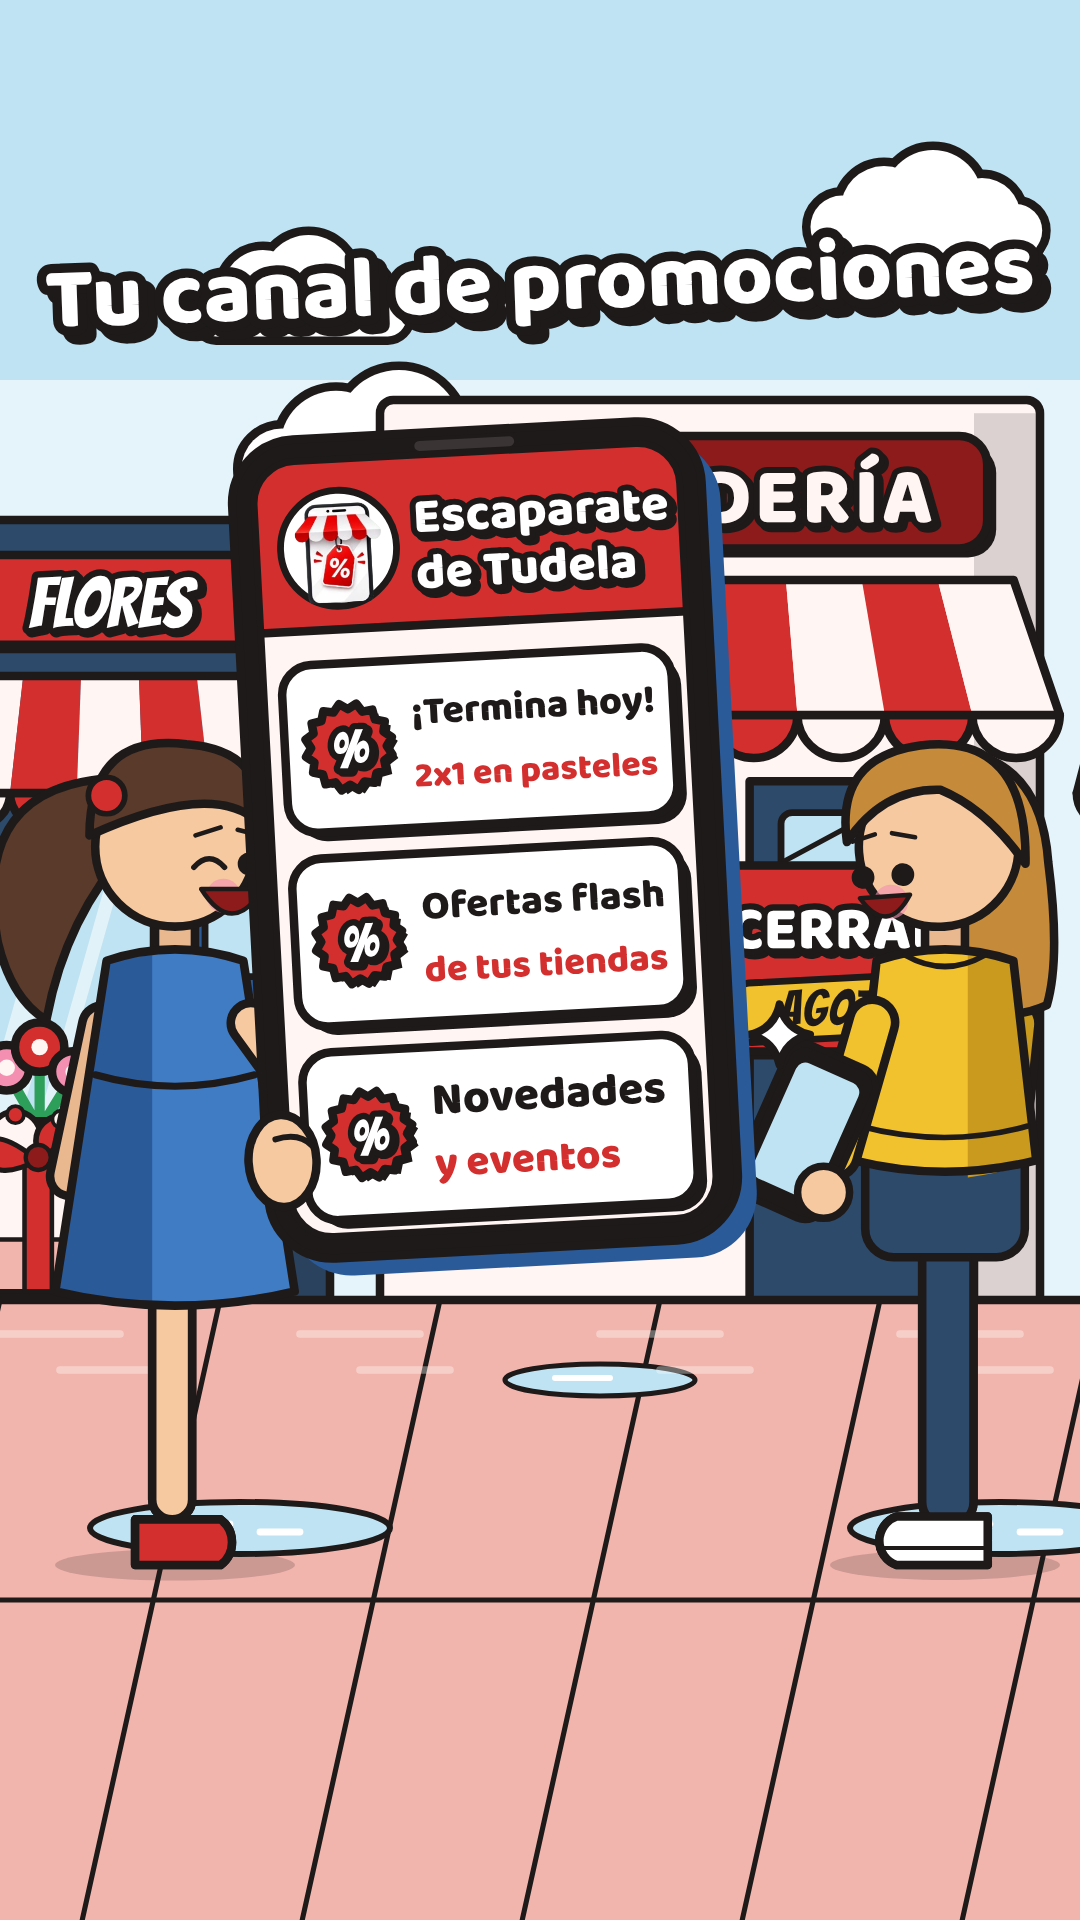 Tu canal de promociones
DERÍA
Escaparate
de Tudela
FLORES
%
¡Termina hoy!
%
2x1 en pasteles
Ofertas flash
%
de tus tiendas
CERRA
AGO
Novedades
%
y eventos